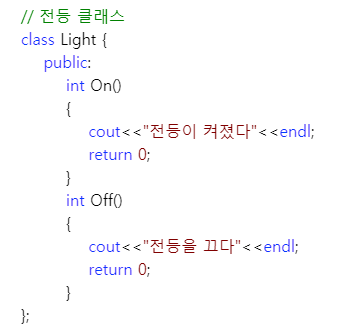 // 전등 클래스
class Light {
public:
int On()
{
cout<<"전등이 켜졌다"<<endl;
return 0;
}
int Off()
{
cout<<"전등을 끄다"<<endl;
return 0;
}
};